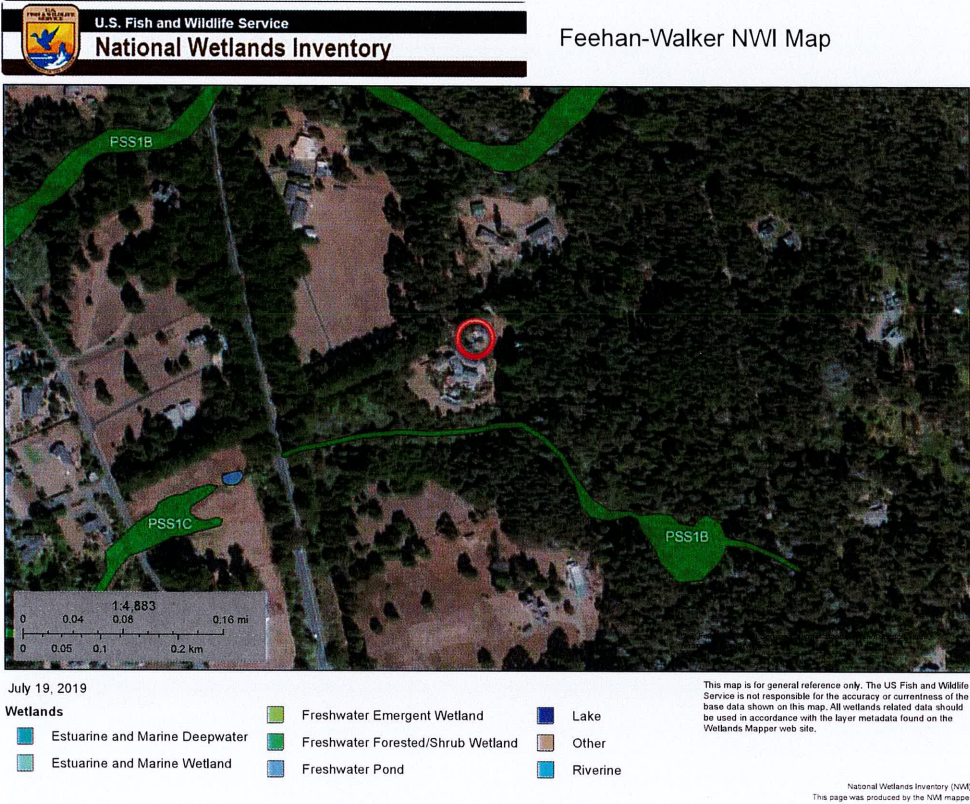 U.S. Fish and Wildlife Service
National Wetlands Inventory
Feehan-Walker NWI Map
PSS1B
PSS1C
PSS1B
1:4,883
0 0.04 0.08 0.16 mi
0 0.05 0.1 0.2 km
July 19, 2019
Wetlands
Estuarine and Marine Deepwater
Estuarine and Marine Wetland
Freshwater Emergent Wetland
Freshwater Forested/Shrub Wetland
Freshwater Pond
Lake
Other
Riverine
This map is for general reference only. The US Fish and Wildlife
Service is not responsible for the accuracy or currentness of the
base data shown on this map. All wetlands related data should
be used in accordance with the layer metadata found on the
Wetlands Mapper web site.
National Wetlands Inventory (NWI
This page was produced by the NWI mappe